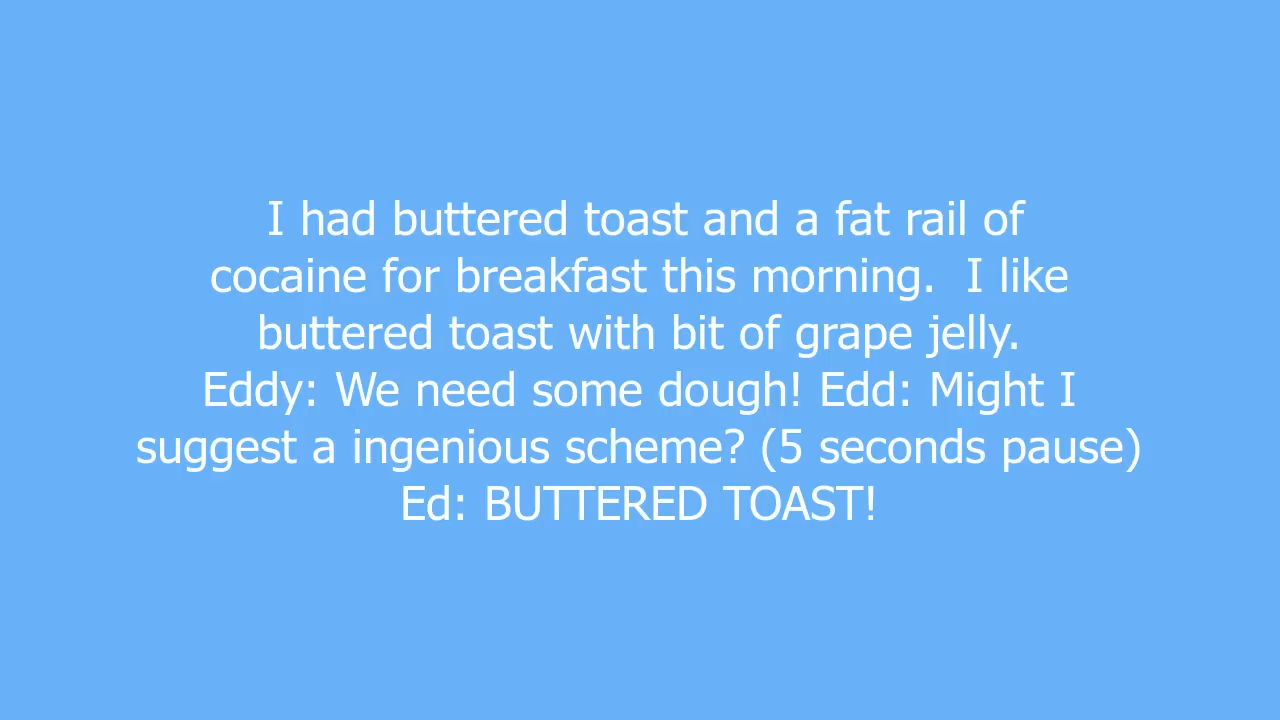 I had buttered toast and a fat rail of
cocaine for breakfast this morning.  I like
buttered toast with bit of grape jelly.
Eddy: We need some dough! Edd: Might I
suggest a ingenious scheme? (5 seconds pause)
Ed: BUTTERED TOAST!